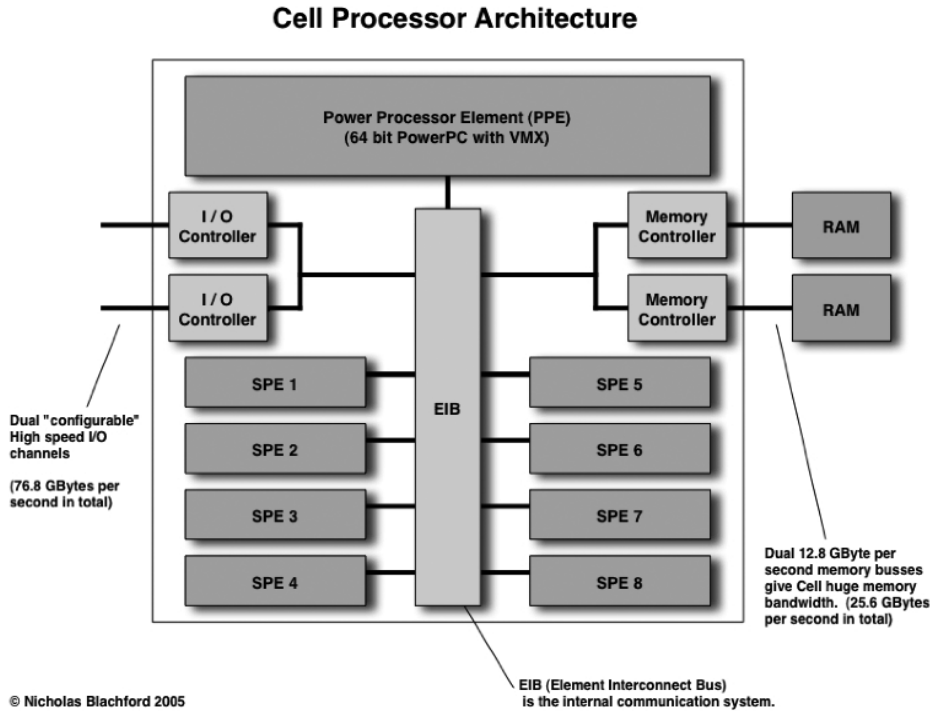 Cell Processor Architecture
Power Processor Element (PPE)
(64 bit PowerPC with VMX)
I / O
Controller
I / O
Controller
Memory
Controller
Memory
Controller
RAM
RAM
SPE 1
SPE 2
SPE 3
SPE 4
EIB
SPE 5
SPE 6
SPE 7
SPE 8
Dual "configurable"
High speed I/O
channels
(76.8 GBytes per
second in total)
Dual 12.8 GByte per
second memory busses
give Cell huge memory
bandwidth. (25.6 GBytes
per second in total)
EIB (Element Interconnect Bus)
is the internal communication system.
© Nicholas Blachford 2005